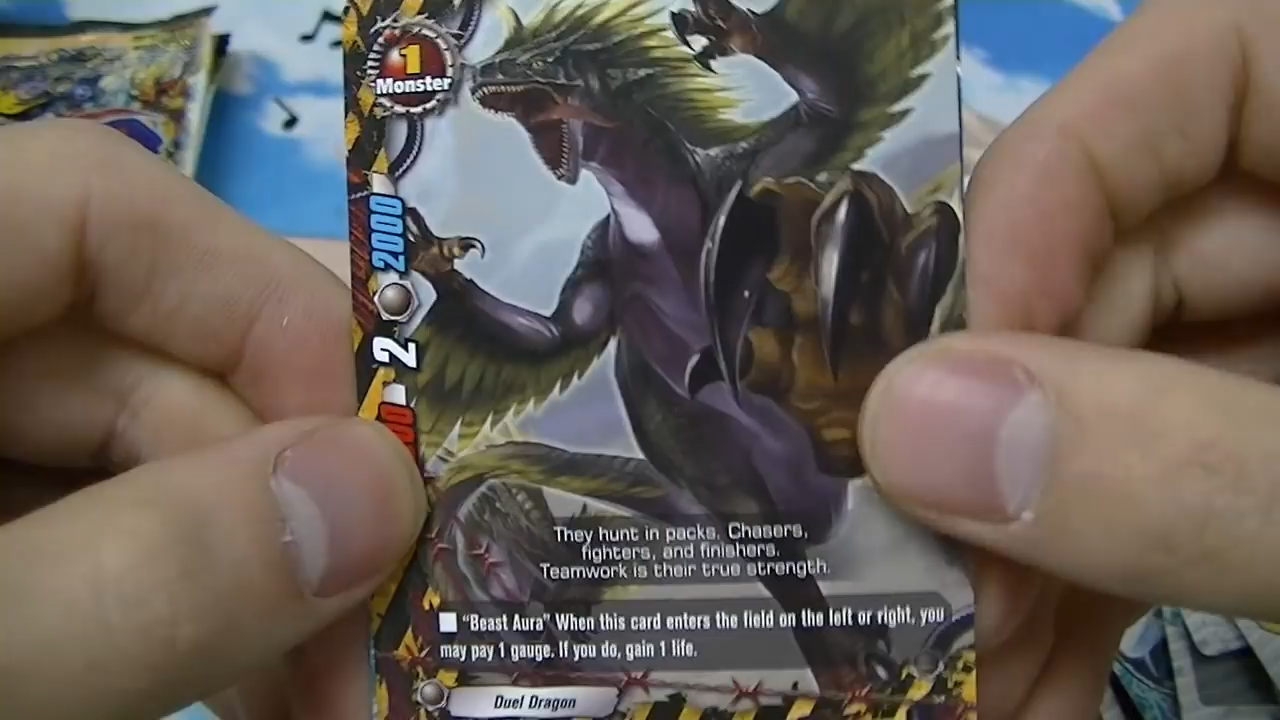 1
Monster
2000
2
00
They hunt in packs. Chasers,
fighters, and finishers.
Teamwork is their true strength.
"Beast Aura" When this card enters the field on the left or right, you
may pay 1 gauge. If you do, gain 1 life.
Duel Dragon